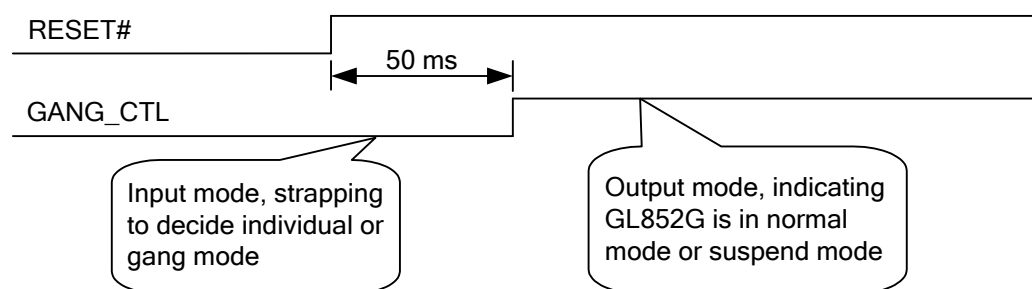 RESET#
50 ms
GANG_CTL
Input mode, strapping
to decide individual or
gang mode
Output mode, indicating
GL852G is in normal
mode or suspend mode